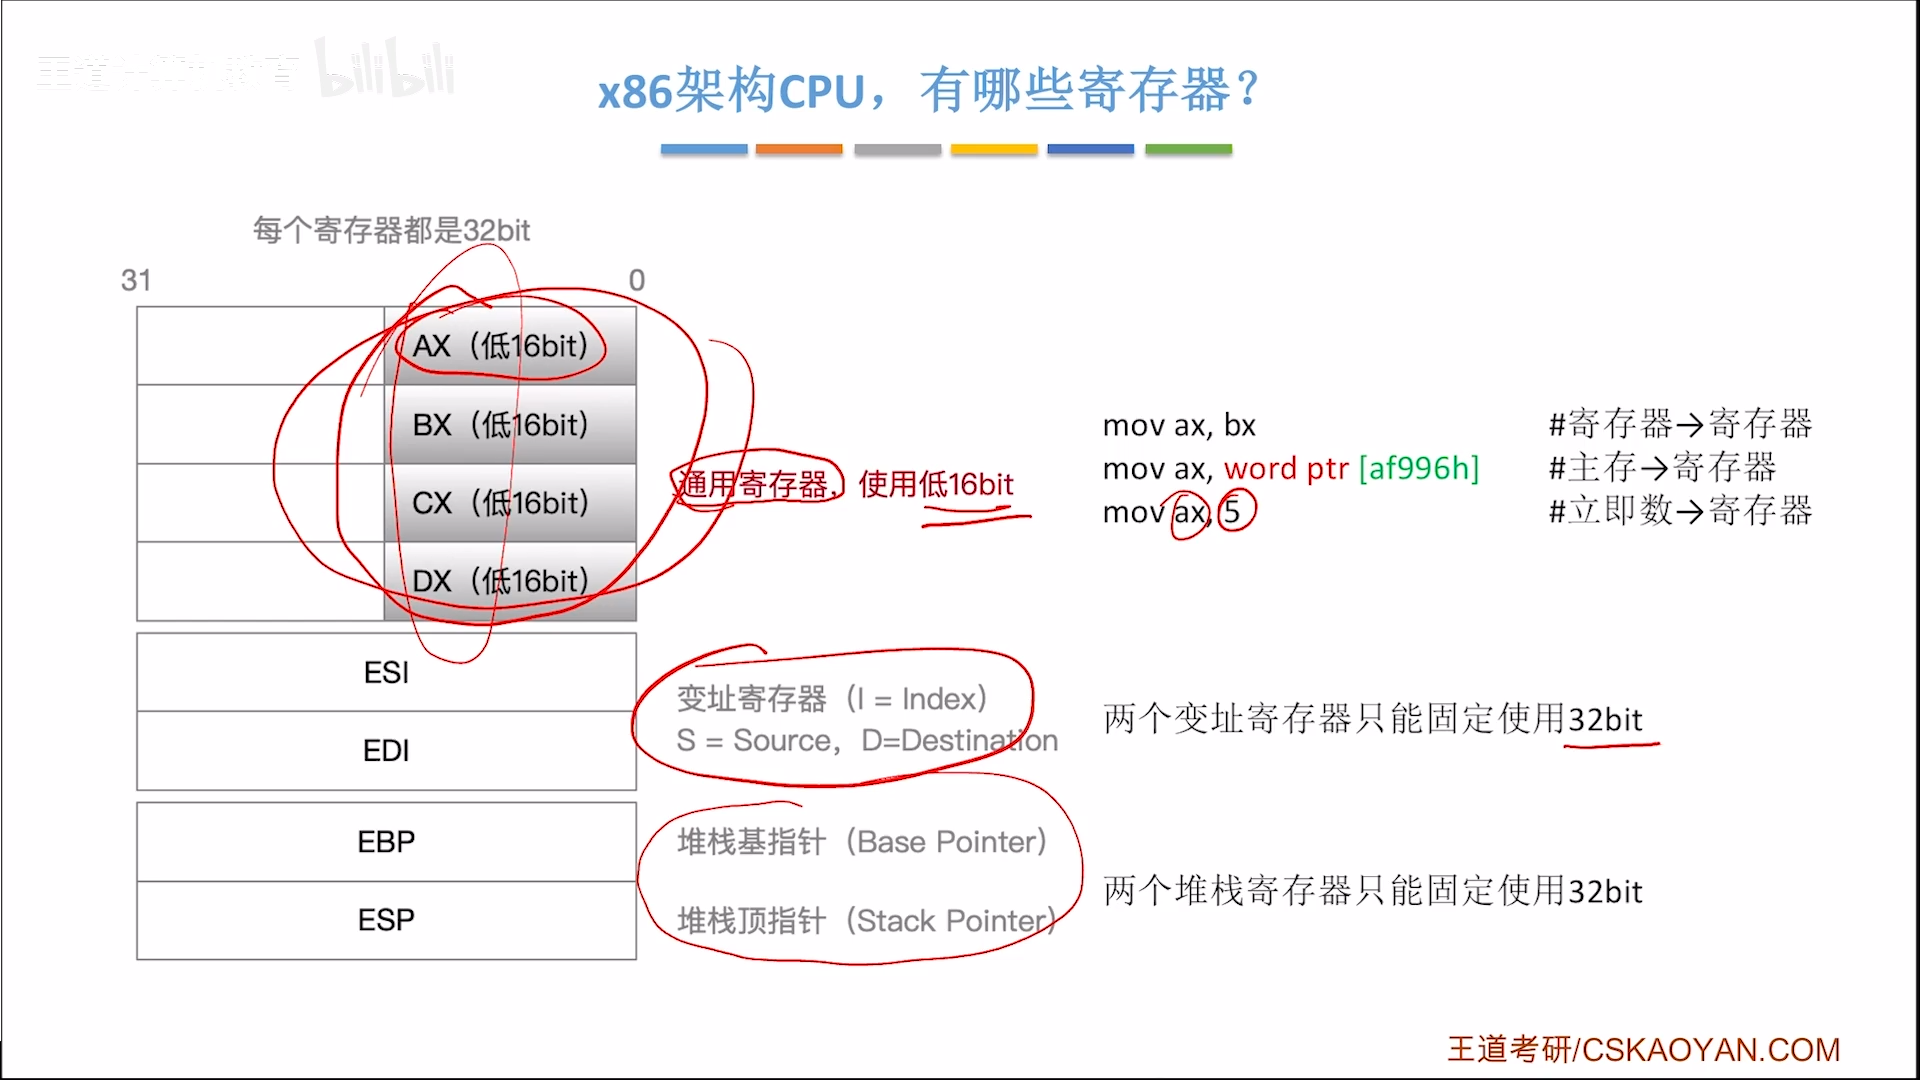 王道计算机教育 bilibili
x86架构CPU，有哪些寄存器？
每个寄存器都是32bit
31 0
AX（低16bit）
BX（低16bit）
CX（低16bit）
DX（低16bit）
通用寄存器，使用低16bit
mov ax, bx #寄存器→寄存器
mov ax, word ptr [af996h] #主存→寄存器
mov ax, 5 #立即数→寄存器
ESI
EDI
变址寄存器（I = Index）
S = Source，D=Destination
两个变址寄存器只能固定使用32bit
EBP
ESP
堆栈基指针（Base Pointer）
堆栈顶指针（Stack Pointer）
两个堆栈寄存器只能固定使用32bit
王道考研/CSKAOYAN.COM